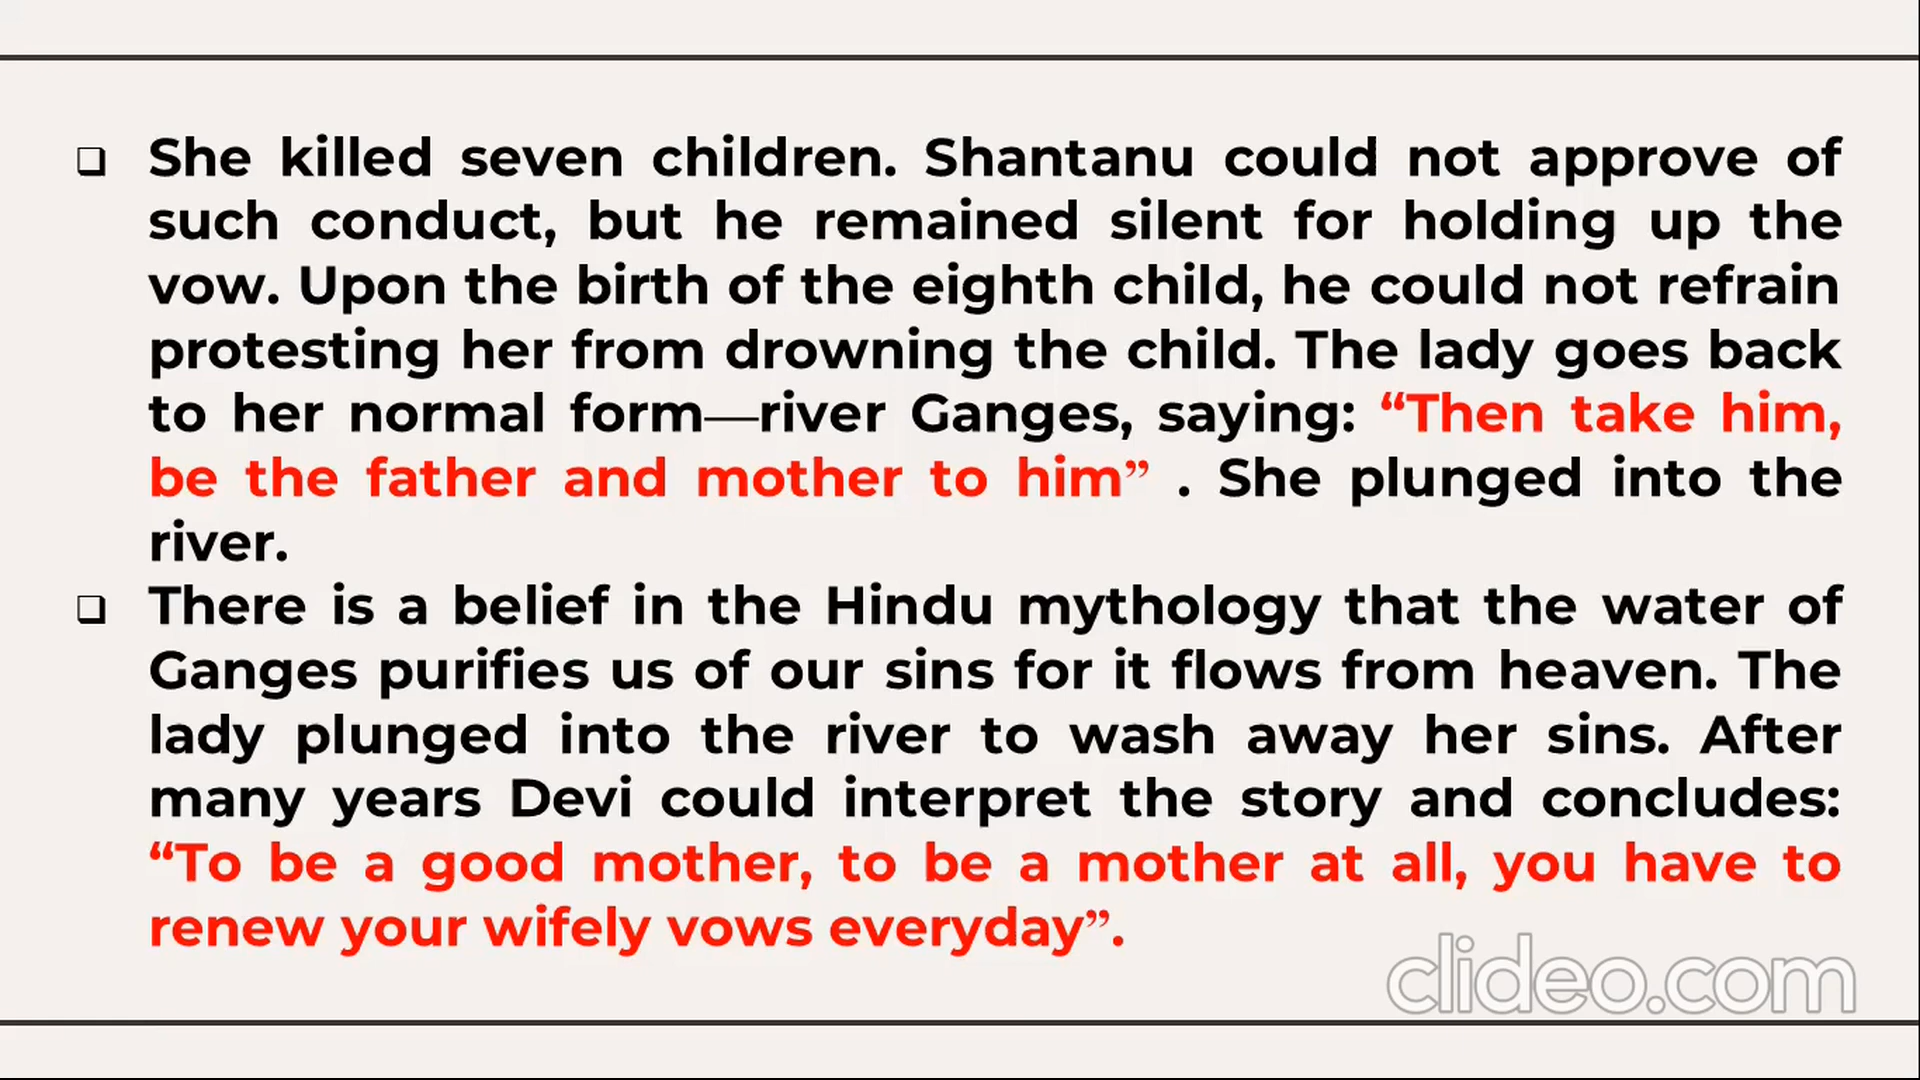 ❑ She killed seven children. Shantanu could not approve of
such conduct, but he remained silent for holding up the
vow. Upon the birth of the eighth child, he could not refrain
protesting her from drowning the child. The lady goes back
to her normal form—river Ganges, saying: “Then take him,
be the father and mother to him” . She plunged into the
river.
❑ There is a belief in the Hindu mythology that the water of
Ganges purifies us of our sins for it flows from heaven. The
lady plunged into the river to wash away her sins. After
many years Devi could interpret the story and concludes:
“To be a good mother, to be a mother at all, you have to
renew your wifely vows everyday”.
clideo.com